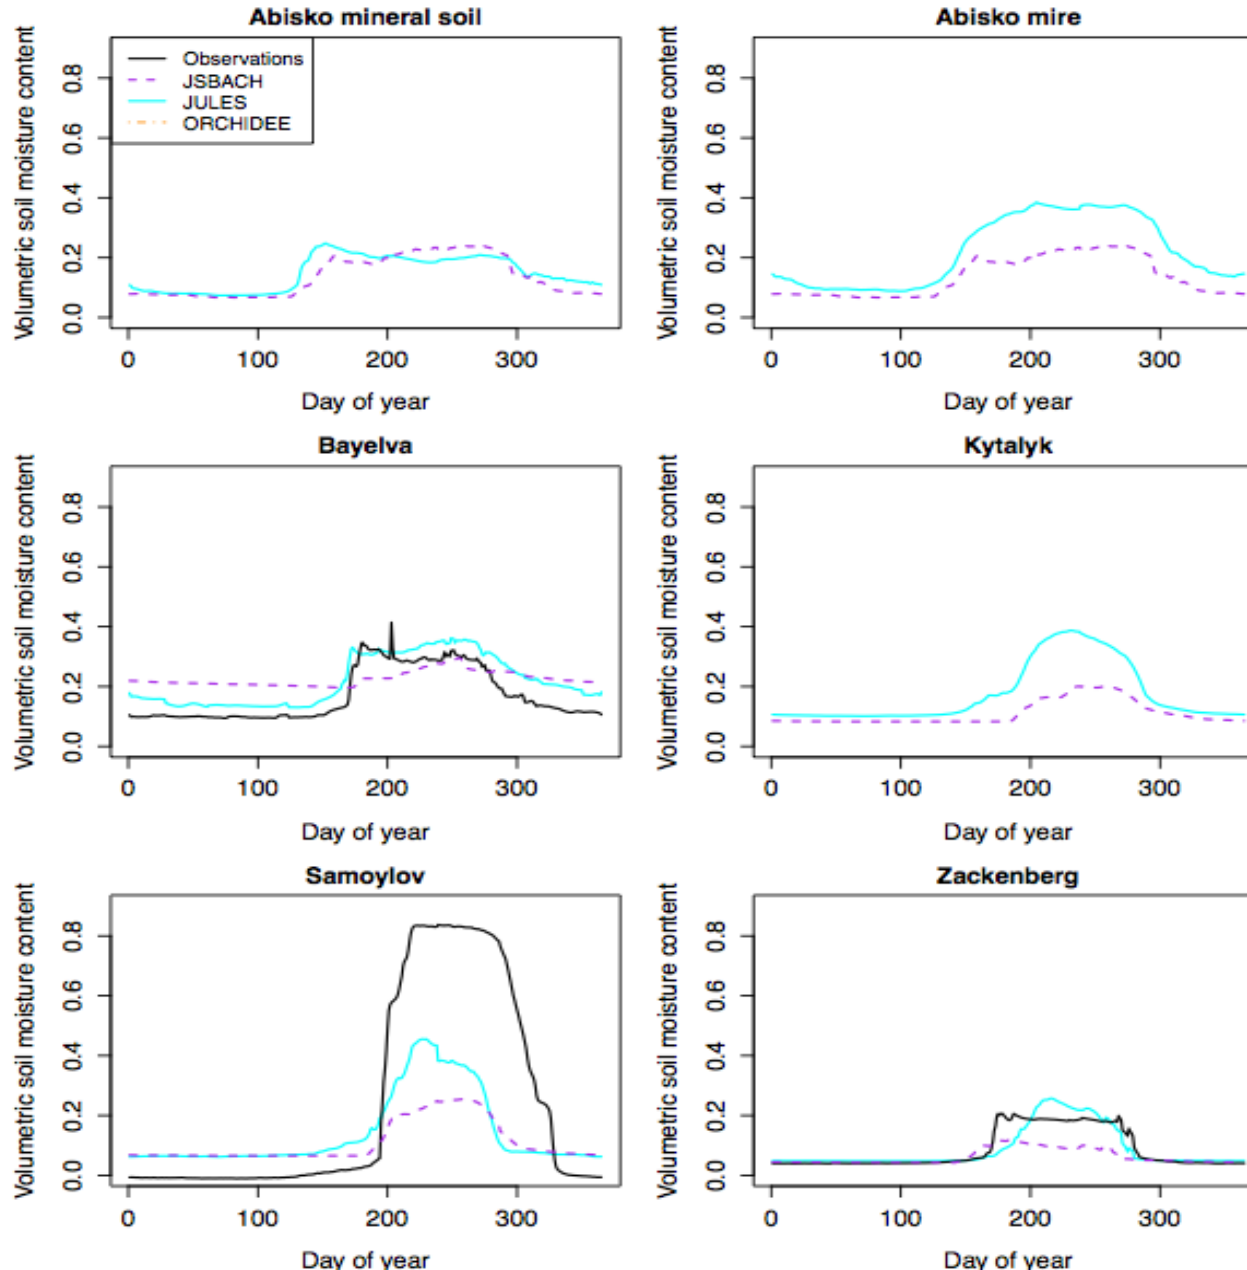 Abisko mineral soil
Volumetric soil moisture content
0.0 0.2 0.4 0.6 0.8
Observations
JSBACH
JULES
ORCHIDEE
0 100 200 300
Day of year
Abisko mire
Volumetric soil moisture content
0.0 0.2 0.4 0.6 0.8
0 100 200 300
Day of year
Bayelva
Volumetric soil moisture content
0.0 0.2 0.4 0.6 0.8
0 100 200 300
Day of year
Kytalyk
Volumetric soil moisture content
0.0 0.2 0.4 0.6 0.8
0 100 200 300
Day of year
Samoylov
Volumetric soil moisture content
0.0 0.2 0.4 0.6 0.8
0 100 200 300
Day of year
Zackenberg
Volumetric soil moisture content
0.0 0.2 0.4 0.6 0.8
0 100 200 300
Day of year